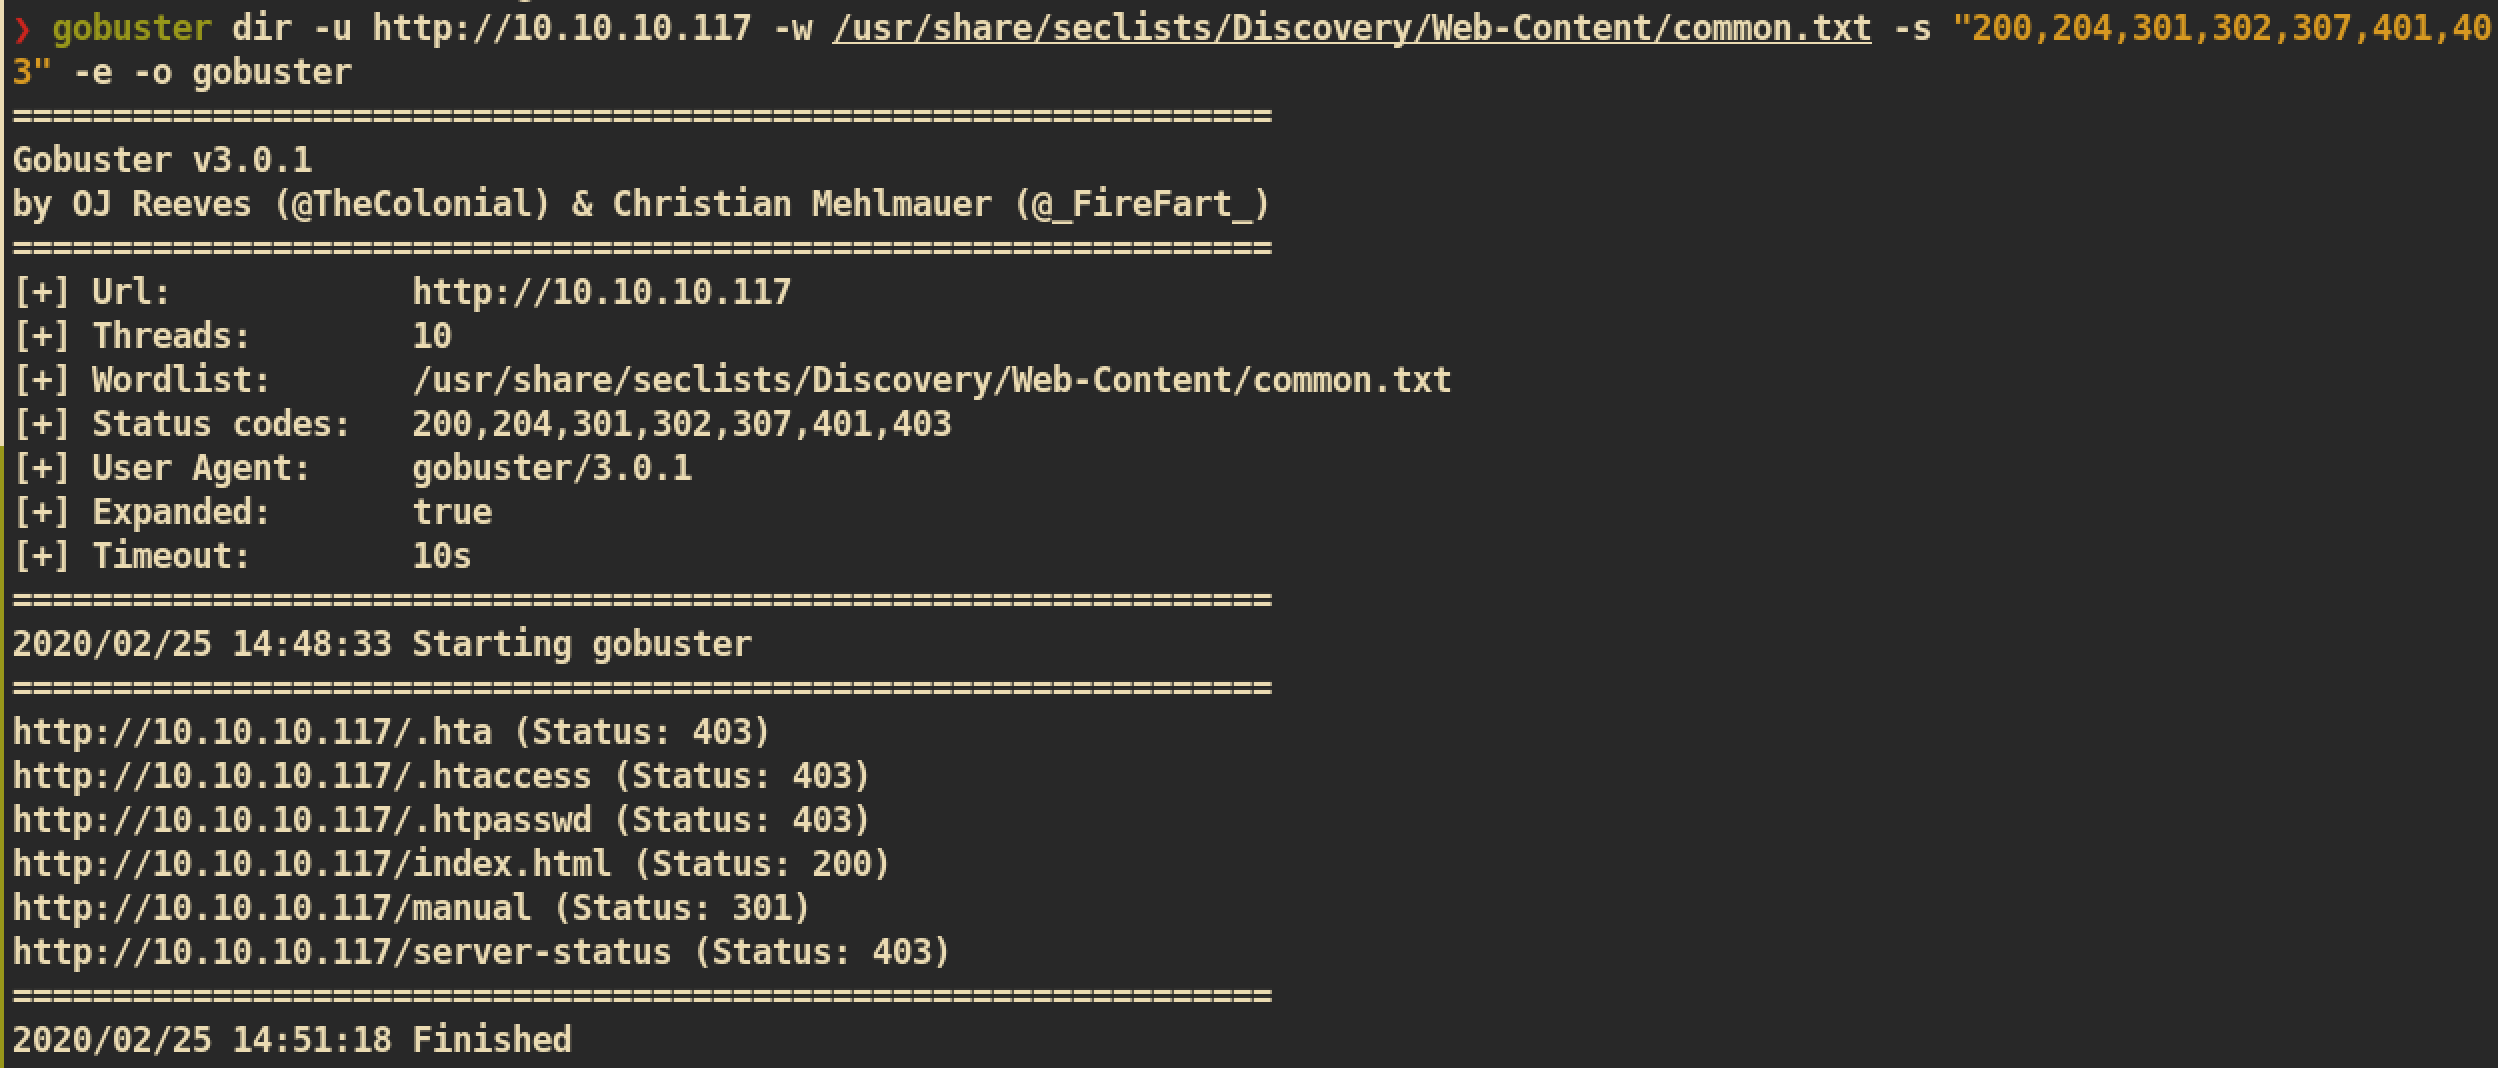 ❯ gobuster dir -u http://10.10.10.117 -w /usr/share/seclists/Discovery/Web-Content/common.txt -s "200,204,301,302,307,401,40
3" -e -o gobuster
===============================================================
Gobuster v3.0.1
by OJ Reeves (@TheColonial) & Christian Mehlmauer (@_FireFart_)
===============================================================
[+] Url:            http://10.10.10.117
[+] Threads:        10
[+] Wordlist:       /usr/share/seclists/Discovery/Web-Content/common.txt
[+] Status codes:   200,204,301,302,307,401,403
[+] User Agent:     gobuster/3.0.1
[+] Expanded:       true
[+] Timeout:        10s
===============================================================
2020/02/25 14:48:33 Starting gobuster
===============================================================
http://10.10.10.117/.hta (Status: 403)
http://10.10.10.117/.htaccess (Status: 403)
http://10.10.10.117/.htpasswd (Status: 403)
http://10.10.10.117/index.html (Status: 200)
http://10.10.10.117/manual (Status: 301)
http://10.10.10.117/server-status (Status: 403)
===============================================================
2020/02/25 14:51:18 Finished